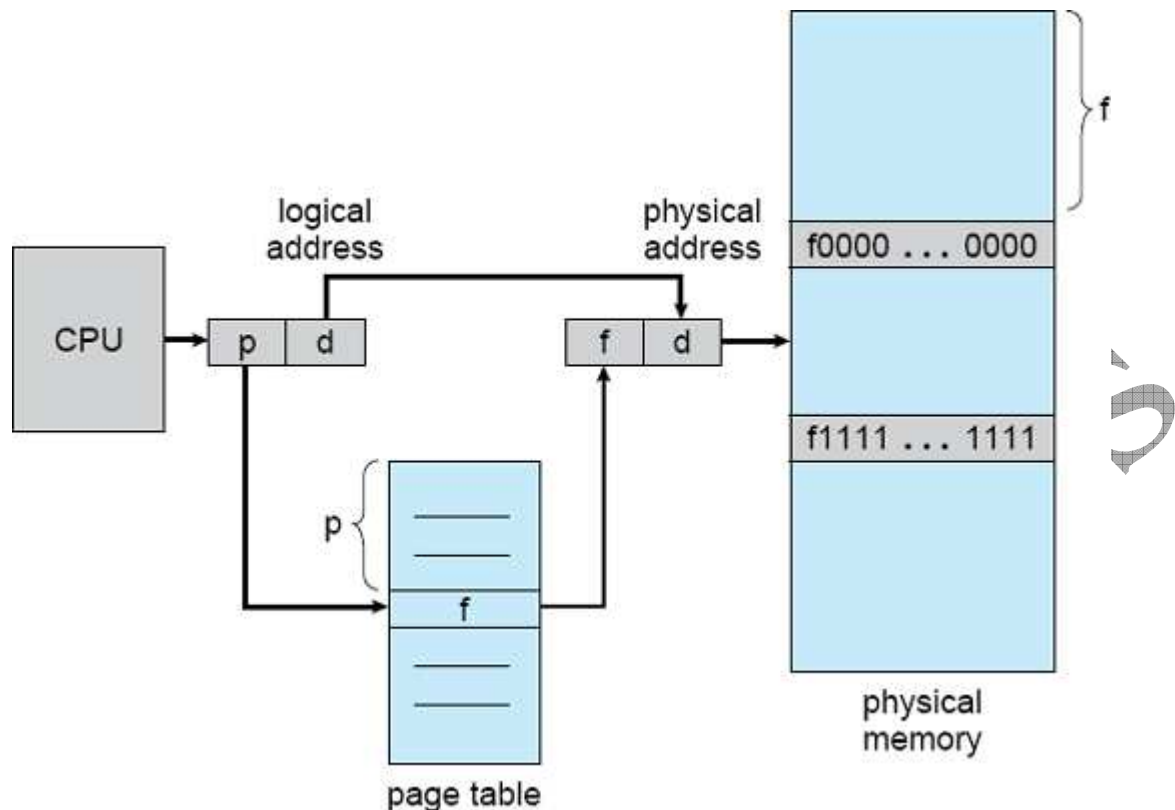 f
logical
address
physical
address
f0000 ... 0000
CPU
p
d
f
d
f1111 ... 1111
p
f
physical
memory
page table